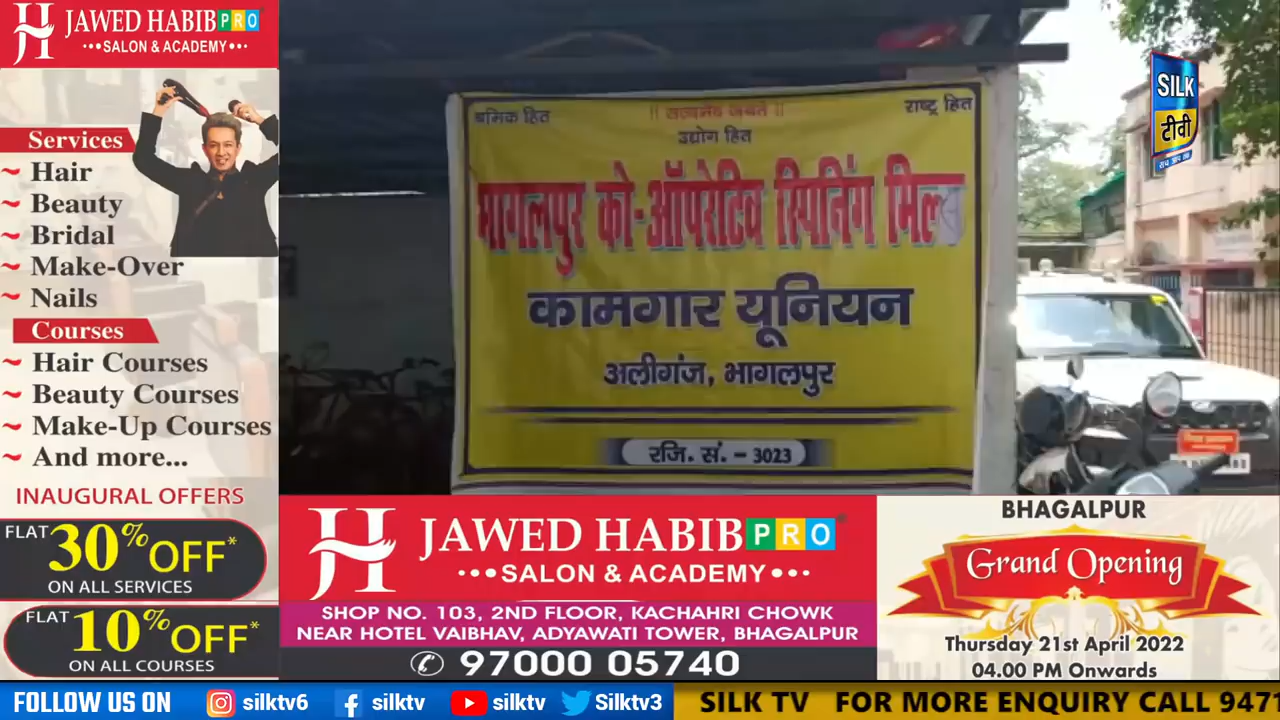 JAWED HABIB PRO
•••SALON & ACADEMY•••
Services
~ Hair
~ Beauty
~ Bridal
~ Make-Over
~ Nails
Courses
~ Hair Courses
~ Beauty Courses
~ Make-Up Courses
~ And more...
INAUGURAL OFFERS
FLAT 30% OFF*
ON ALL SERVICES
FLAT 10% OFF*
ON ALL COURSES
श्रमिक हित
|| सत्यमेव जयते ||
राष्ट्र हित
उद्योग हित
भागलपुर को-ऑपरेटिव स्पिनिंग मिल्स
कामगार यूनियन
अलीगंज, भागलपुर
रजि. सं. - 3023
SILK
टीवी
JAWED HABIB PRO
•••SALON & ACADEMY•••
SHOP NO. 103, 2ND FLOOR, KACHAHRI CHOWK
NEAR HOTEL VAIBHAV, ADYAWATI TOWER, BHAGALPUR
97000 05740
BHAGALPUR
Grand Opening
Thursday 21st April 2022
04.00 PM Onwards
FOLLOW US ON silktv6 silktv silktv Silktv3 SILK TV FOR MORE ENQUIRY CALL 9471